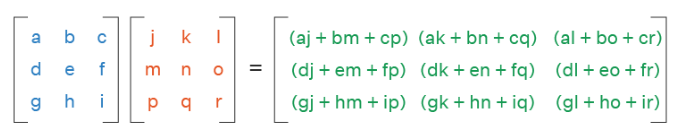 a b c j k l (aj + bm + cp) (ak + bn + cq) (al + bo + cr)
d e f m n o = (dj + em + fp) (dk + en + fq) (dl + eo + fr)
g h i p q r (gj + hm + ip) (gk + hn + iq) (gl + ho + ir)